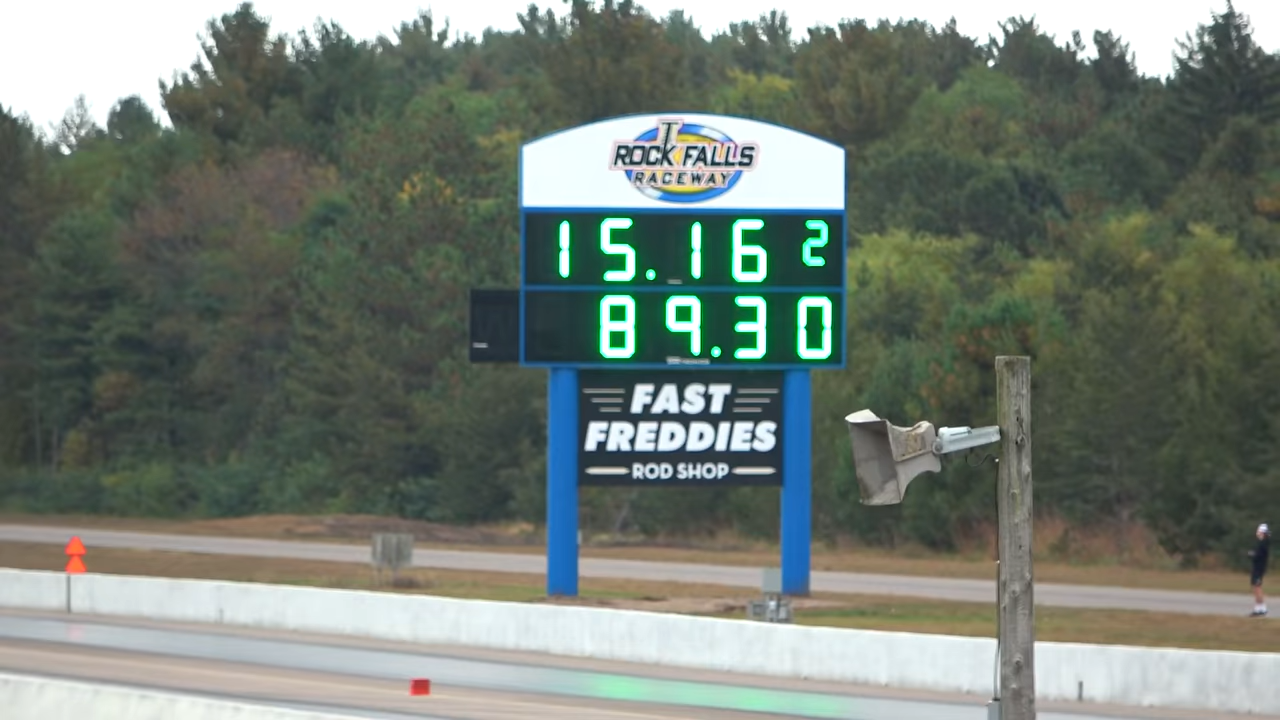 ROCK FALLS
RACEWAY
15.162
89.30
FAST
FREDDIES
ROD SHOP